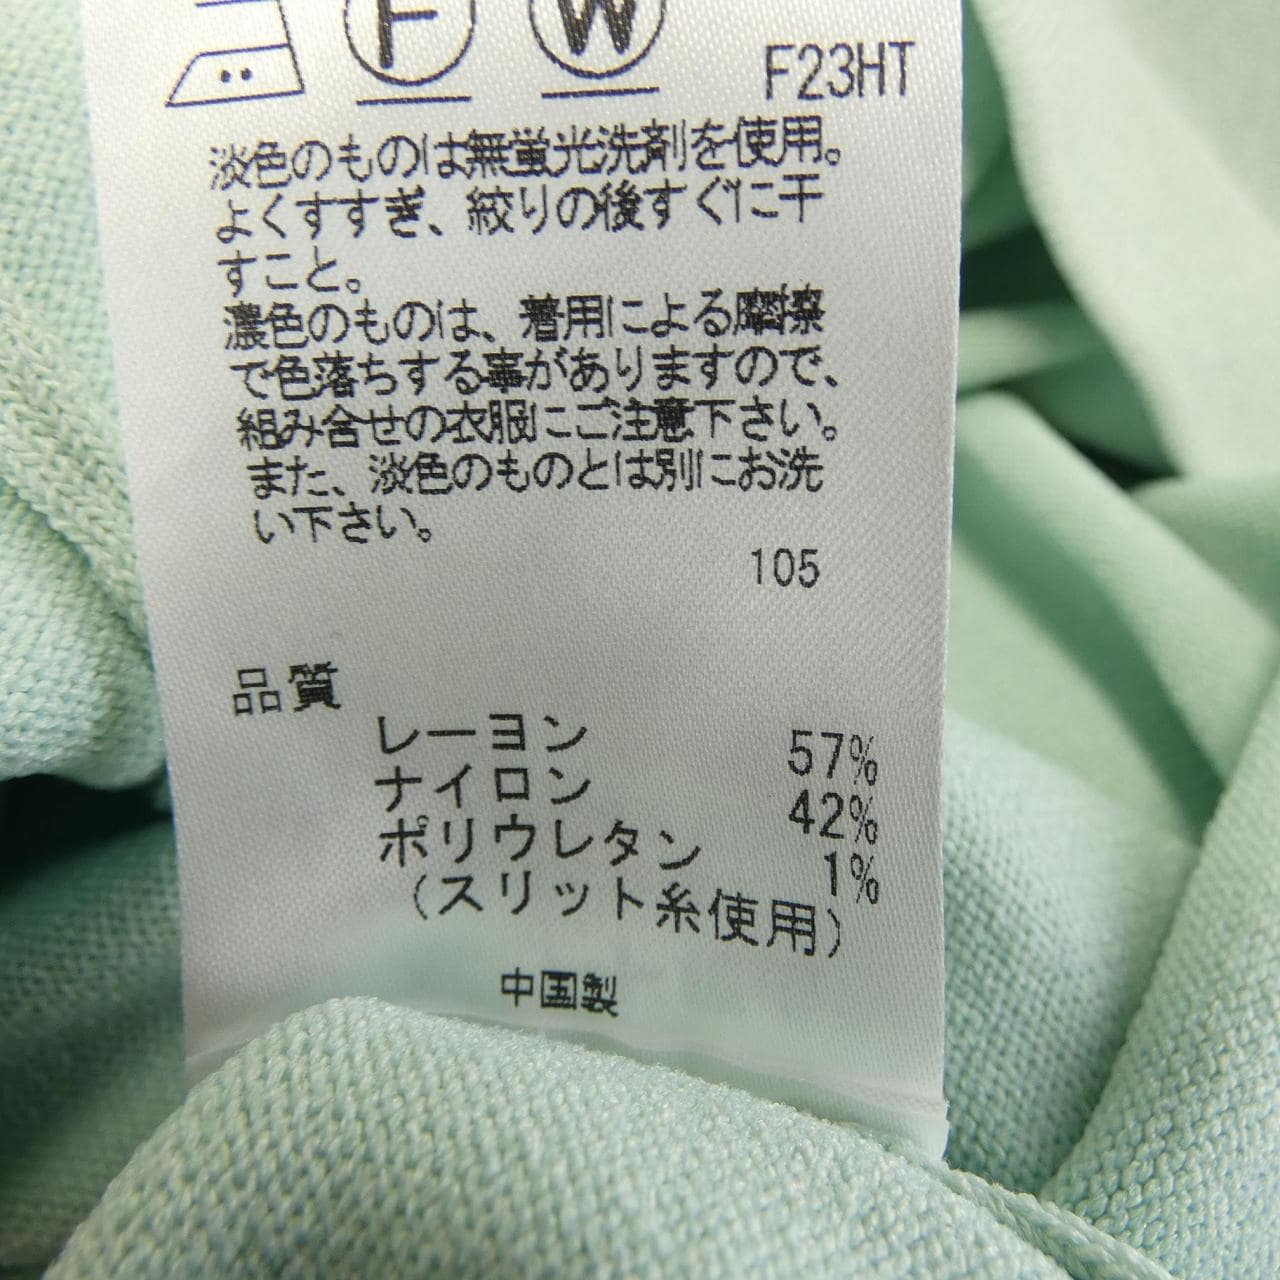 F W
F23HT
淡色のものは無蛍光洗剤を使用。
よくすすぎ、絞りの後すぐに干
すこと。
濃色のものは、着用による摩擦
で色落ちする事がありますので、
組み合せの衣服にご注意下さい。
また、淡色のものとは別にお洗
い下さい。
105
品質
レーヨン 57%
ナイロン 42%
ポリウレタン 1%
(スリット糸使用)
中国製